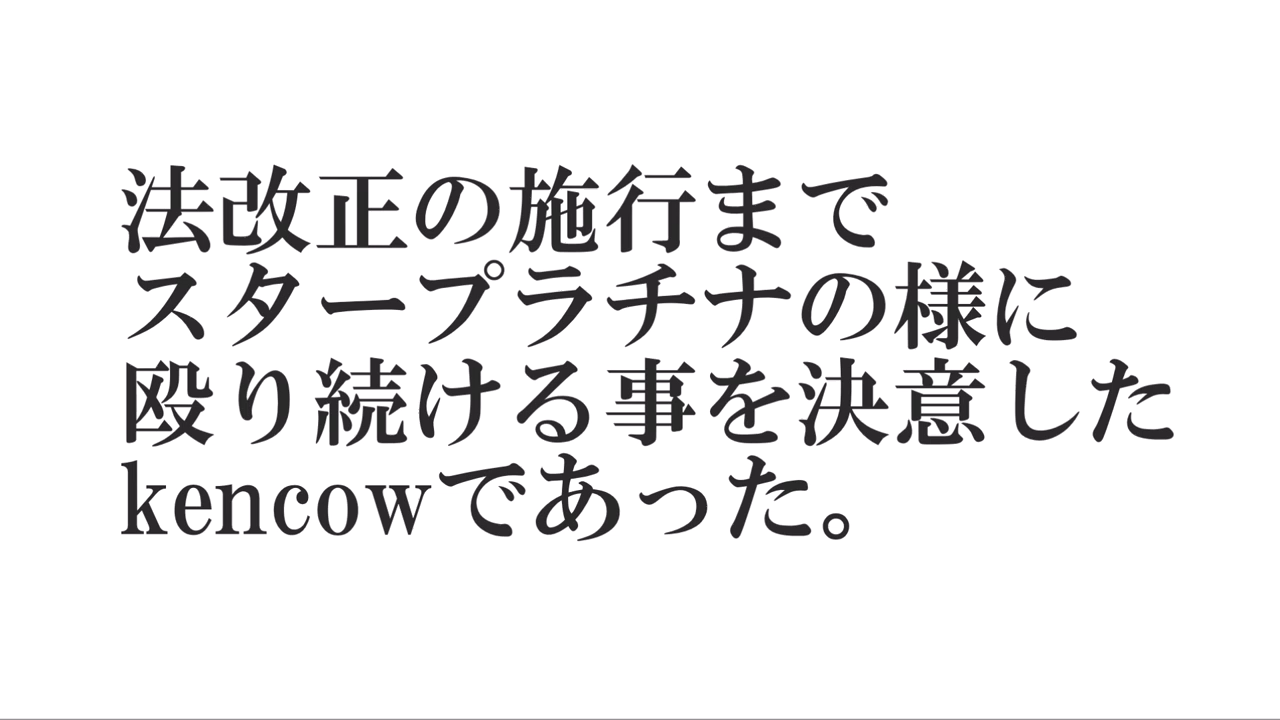 法改正の施行まで
スタープラチナの様に
殴り続ける事を決意した
kencowであった。